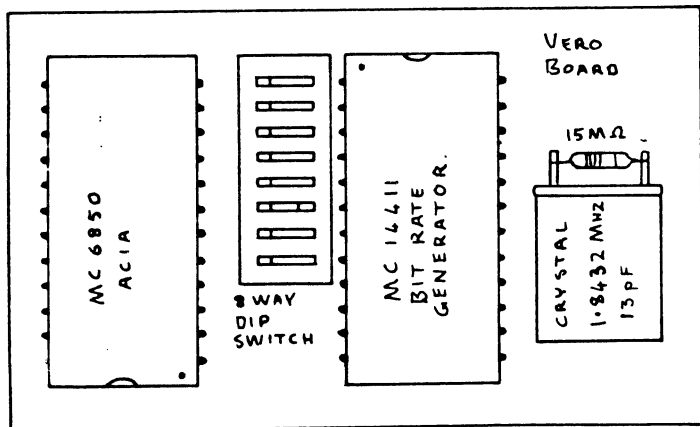 VERO
BOARD
15MΩ
MC 6850
ACIA
8 WAY
DIP
SWITCH
MC 14411
BIT RATE
GENERATOR.
CRYSTAL
1.8432 MHZ
13PF